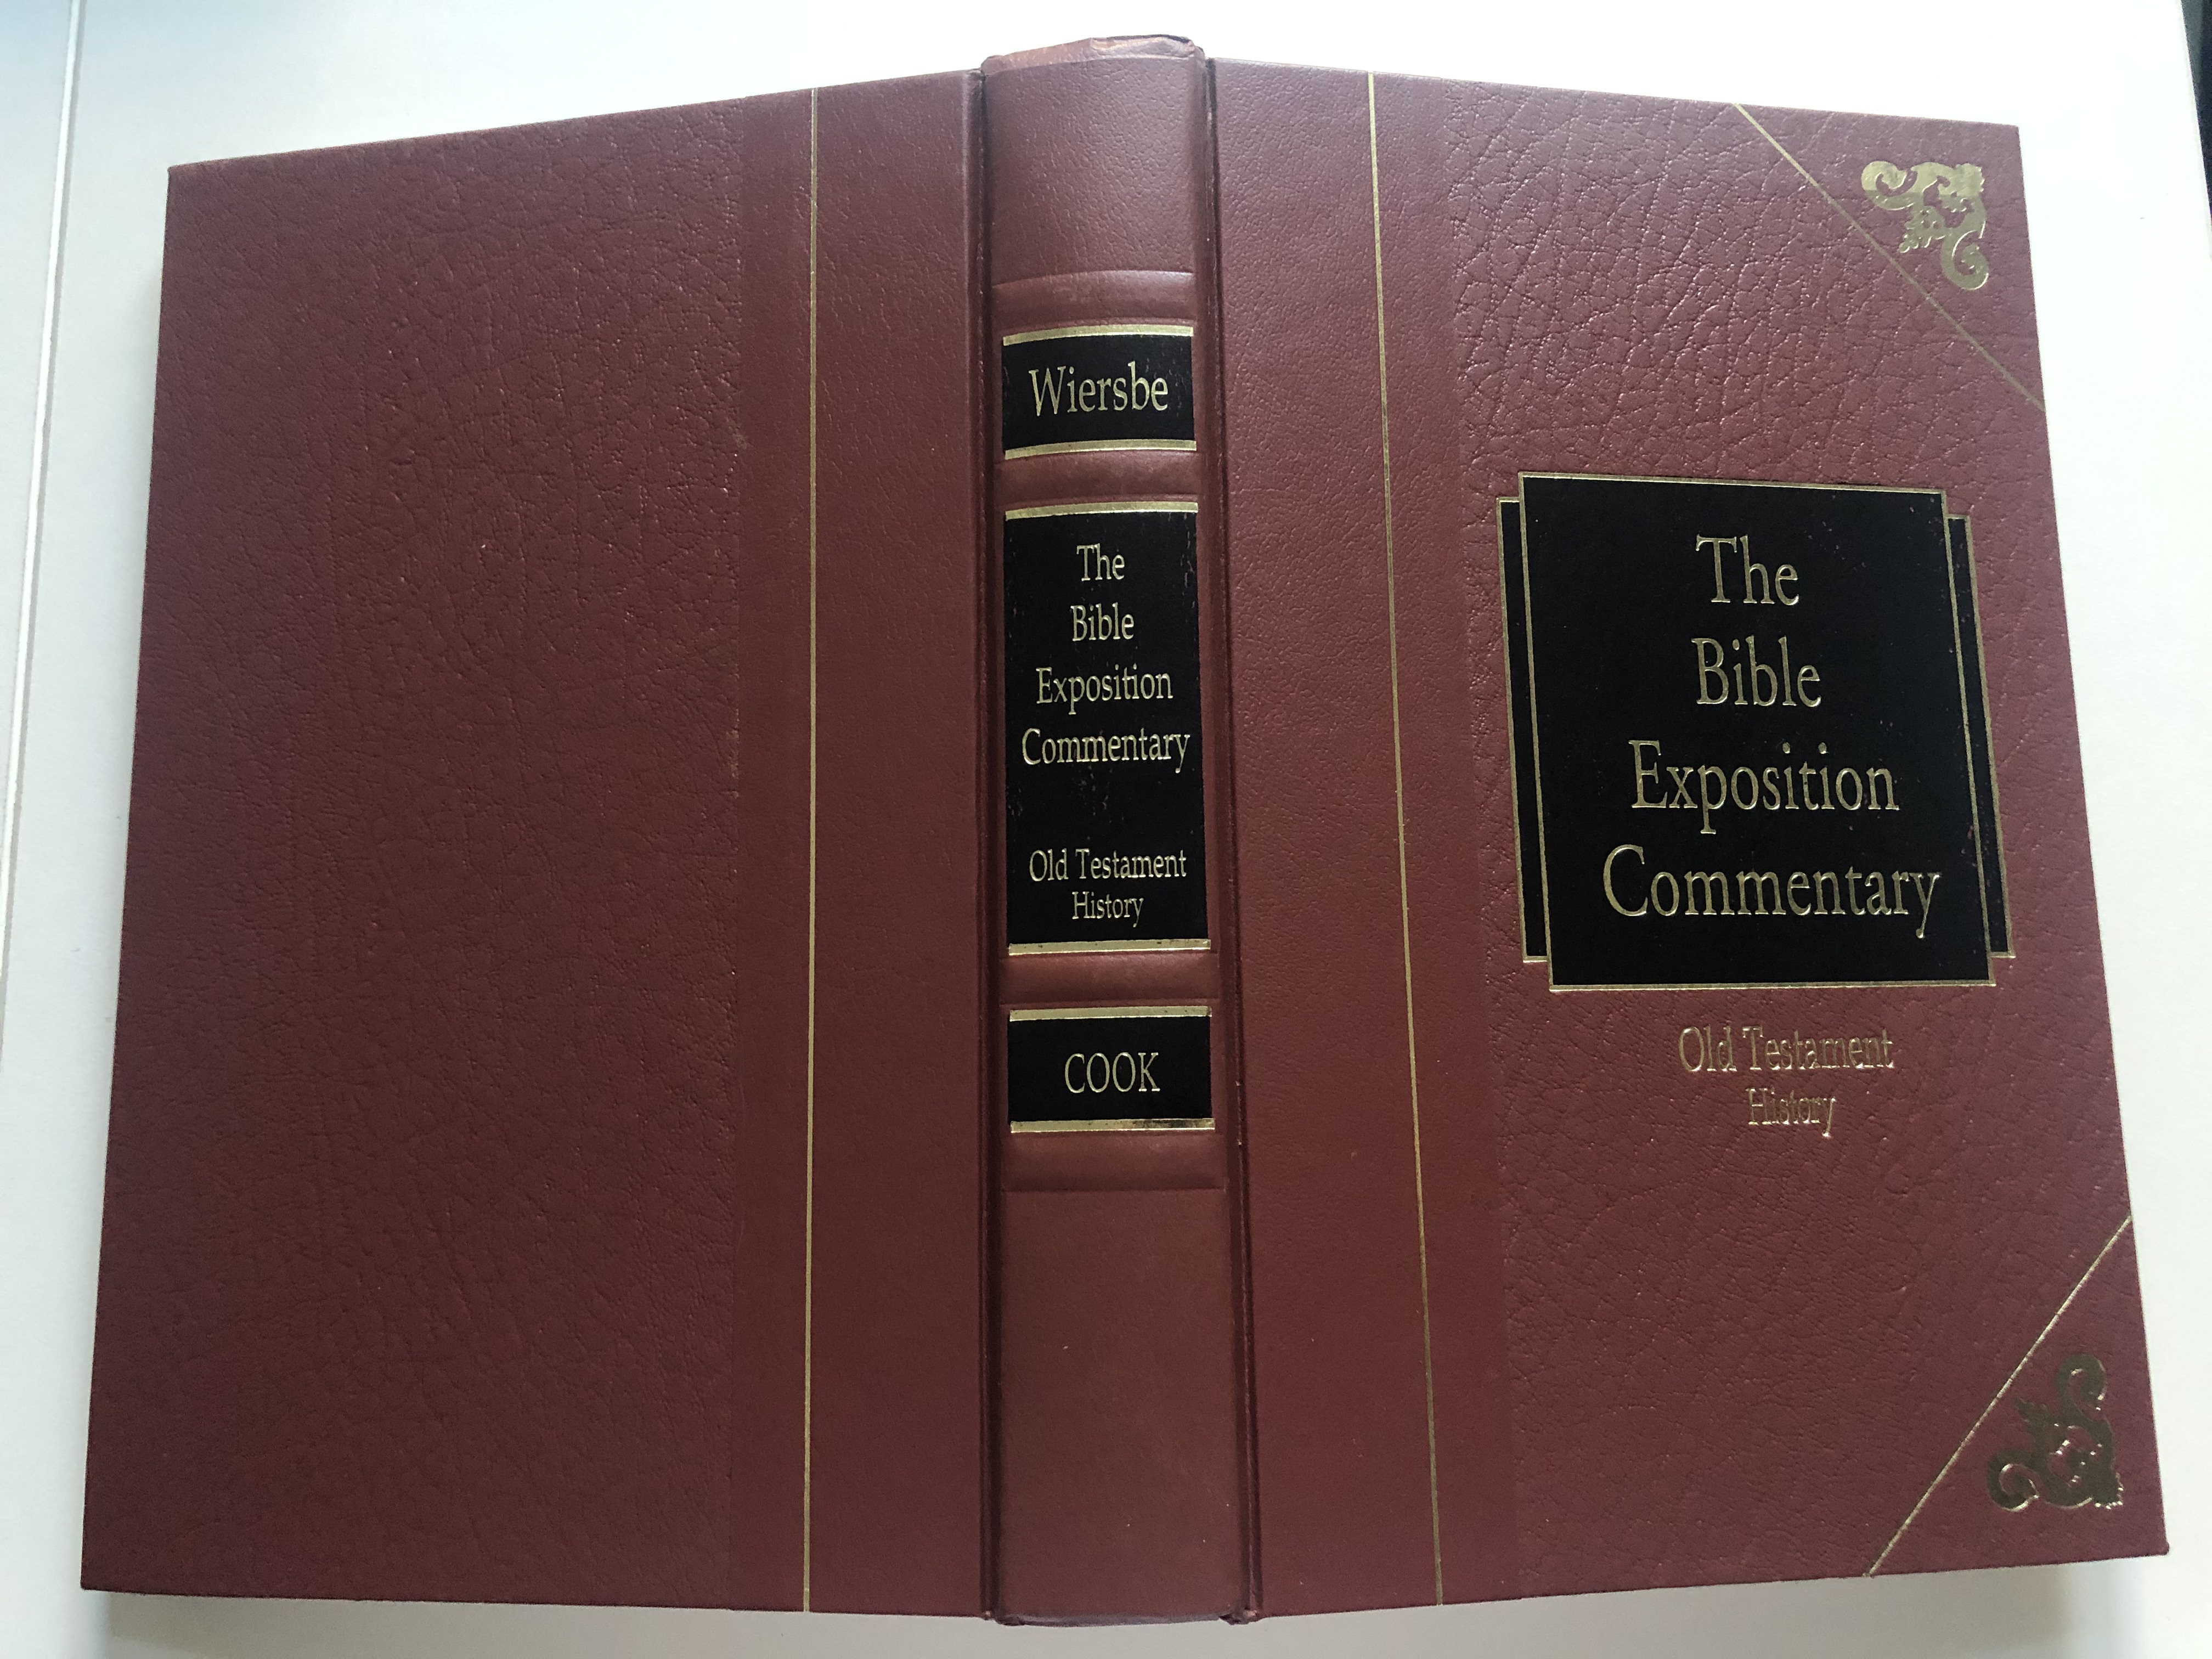 Wiersbe
The
Bible
Exposition
Commentary
Old Testament
History
COOK
The
Bible
Exposition
Commentary
Old Testament
History